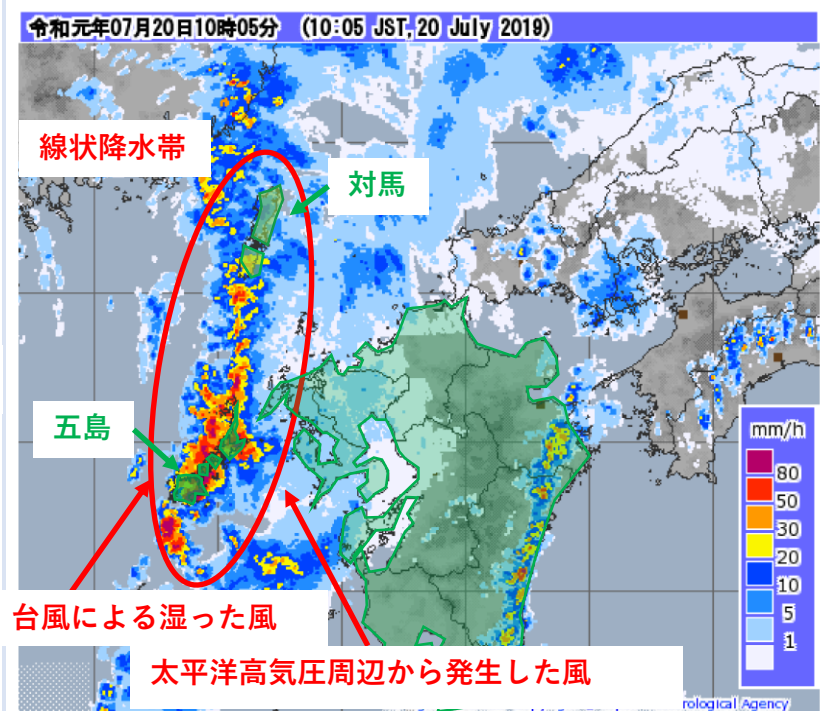 令和元年07月20日10時05分 (10:05 JST, 20 July 2019)
線状降水帯
対馬
五島
mm/h
80
50
30
20
10
5
1
台風による湿った風
太平洋高気圧周辺から発生した風
rological Agency